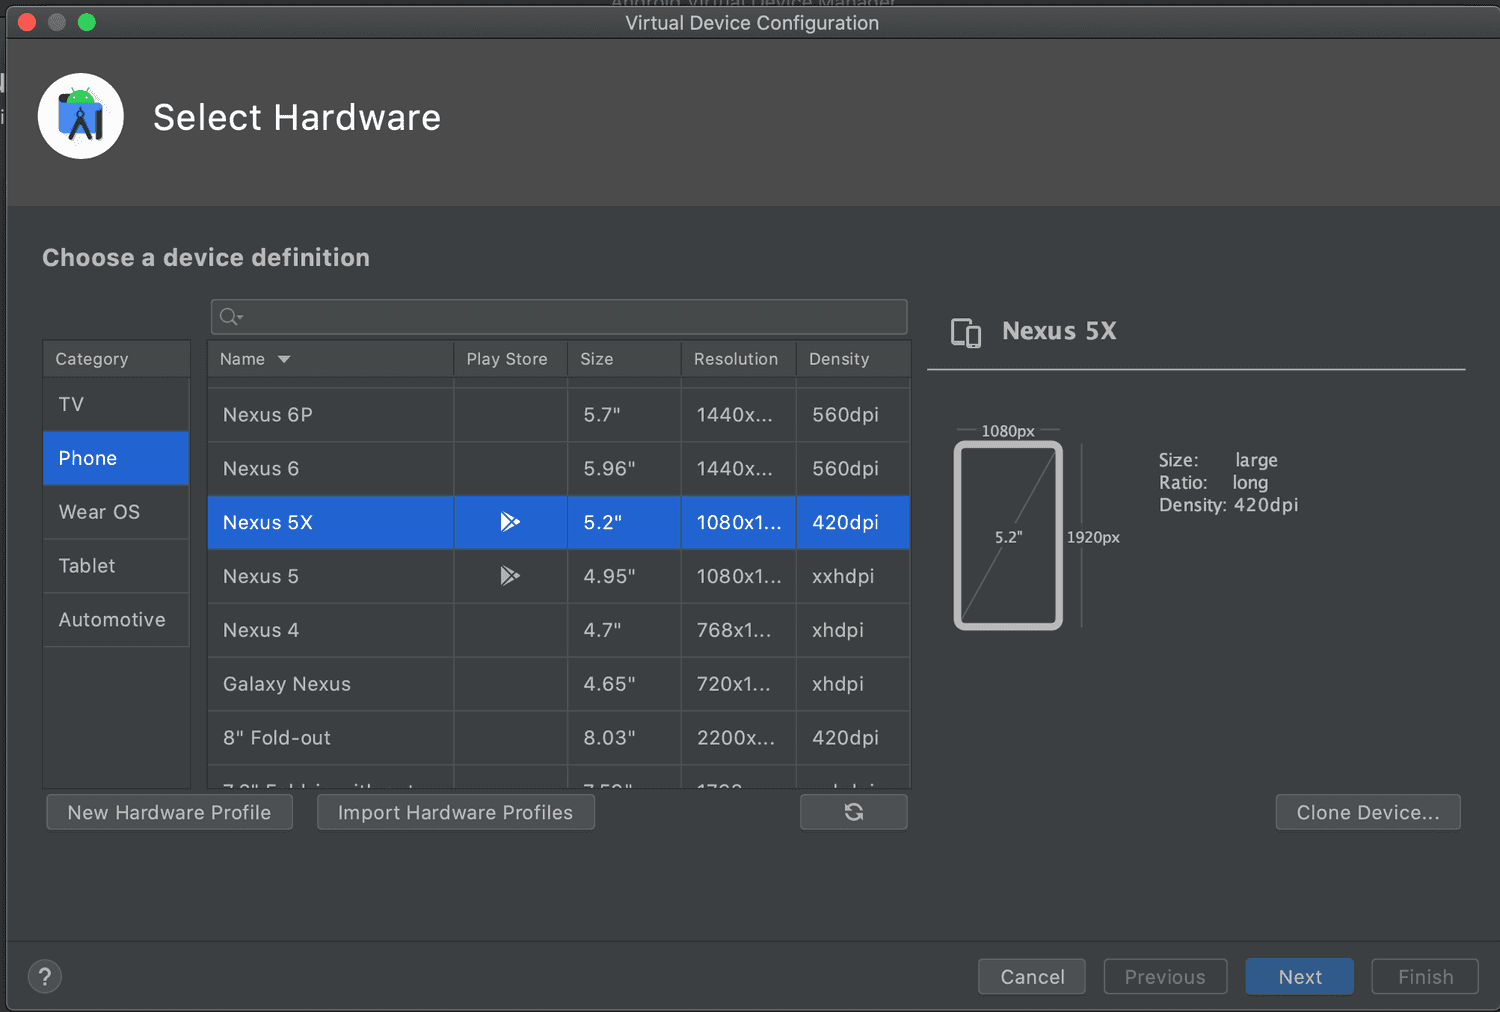 Android Virtual Device Manager
Virtual Device Configuration
Select Hardware
Choose a device definition
Category
TV
Phone
Wear OS
Tablet
Automotive
Name Play Store Size Resolution Density
Nexus 6P 5.7" 1440x... 560dpi
Nexus 6 5.96" 1440x... 560dpi
Nexus 5X 5.2" 1080x1... 420dpi
Nexus 5 4.95" 1080x1... xxhdpi
Nexus 4 4.7" 768x1... xhdpi
Galaxy Nexus 4.65" 720x1... xhdpi
8" Fold-out 8.03" 2200x... 420dpi
New Hardware Profile Import Hardware Profiles
Nexus 5X
1080px
5.2"
1920px
Size: large
Ratio: long
Density: 420dpi
Clone Device...
? Cancel Previous Next Finish